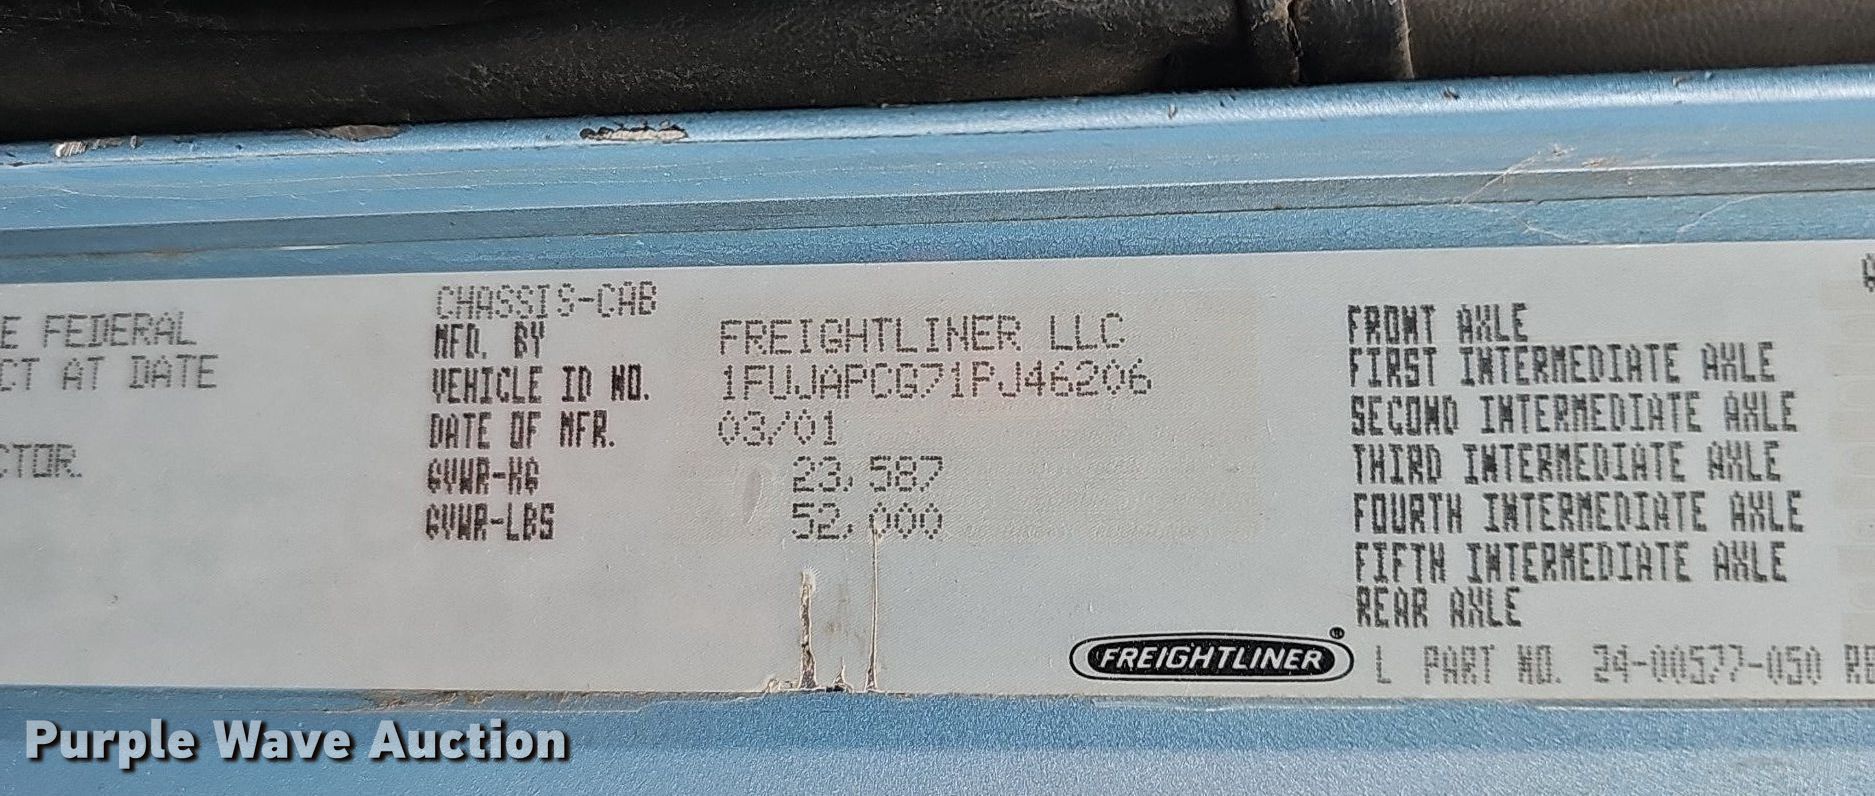 E FEDERAL
CT AT DATE
CTOR.
CHASSIS-CAB
MFD. BY FREIGHTLINER LLC
VEHICLE ID NO. 1FUJAPCG71PJ46206
DATE OF MFR. 03/01
GVWR-KG 23,587
GVWR-LBS 52,000
FRONT AXLE
FIRST INTERMEDIATE AXLE
SECOND INTERMEDIATE AXLE
THIRD INTERMEDIATE AXLE
FOURTH INTERMEDIATE AXLE
FIFTH INTERMEDIATE AXLE
REAR AXLE
FREIGHTLINER® L PART NO. 24-00577-050
Purple Wave Auction